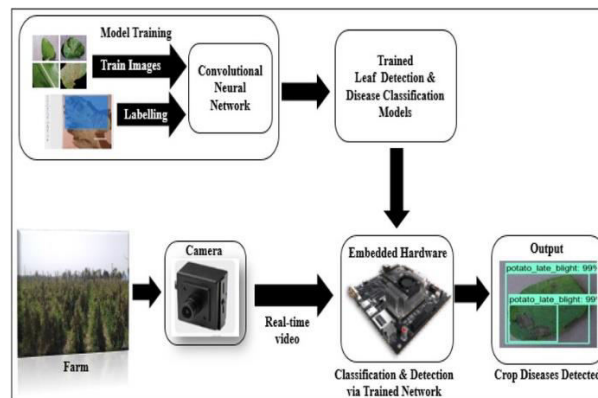 Model Training
Train Images
Labelling
Convolutional
Neural
Network
Trained
Leaf Detection &
Disease Classification
Models
Farm
Camera
Real-time
video
Embedded Hardware
Classification & Detection
via Trained Network
Output
potato_late_blight: 99%
potato_late_blight: 99%
Crop Diseases Detected